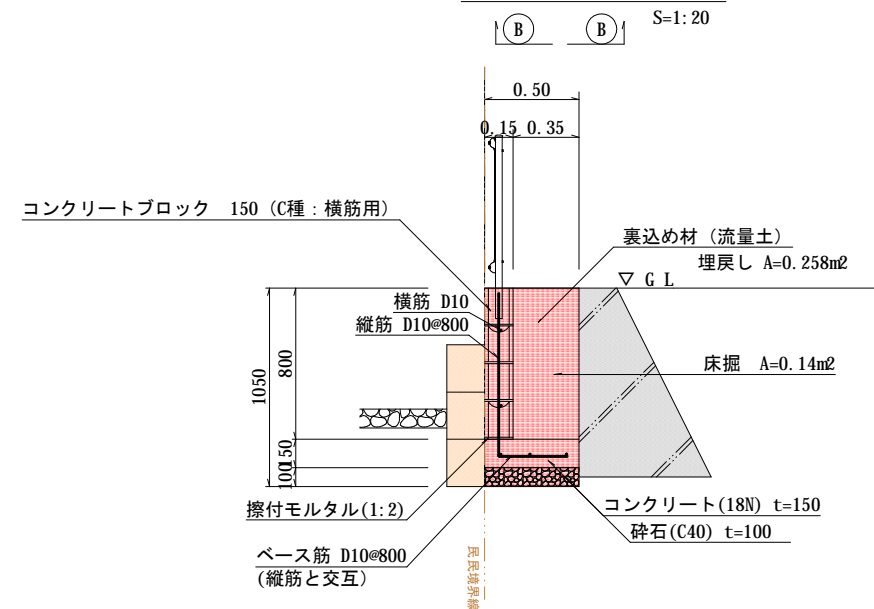 S=1:20
B
B
0.50
0.15
0.35
コンクリートブロック 150 (C種:横筋用)
裏込め材(流量土)
埋戻し A=0.258m2
▽ G L
横筋 D10
縦筋 D10@800
床掘 A=0.14m2
1050
800
150
100
擦付モルタル(1:2)
コンクリート(18N) t=150
砕石(C40) t=100
ベース筋 D10@800
(縦筋と交互)
民民境界線